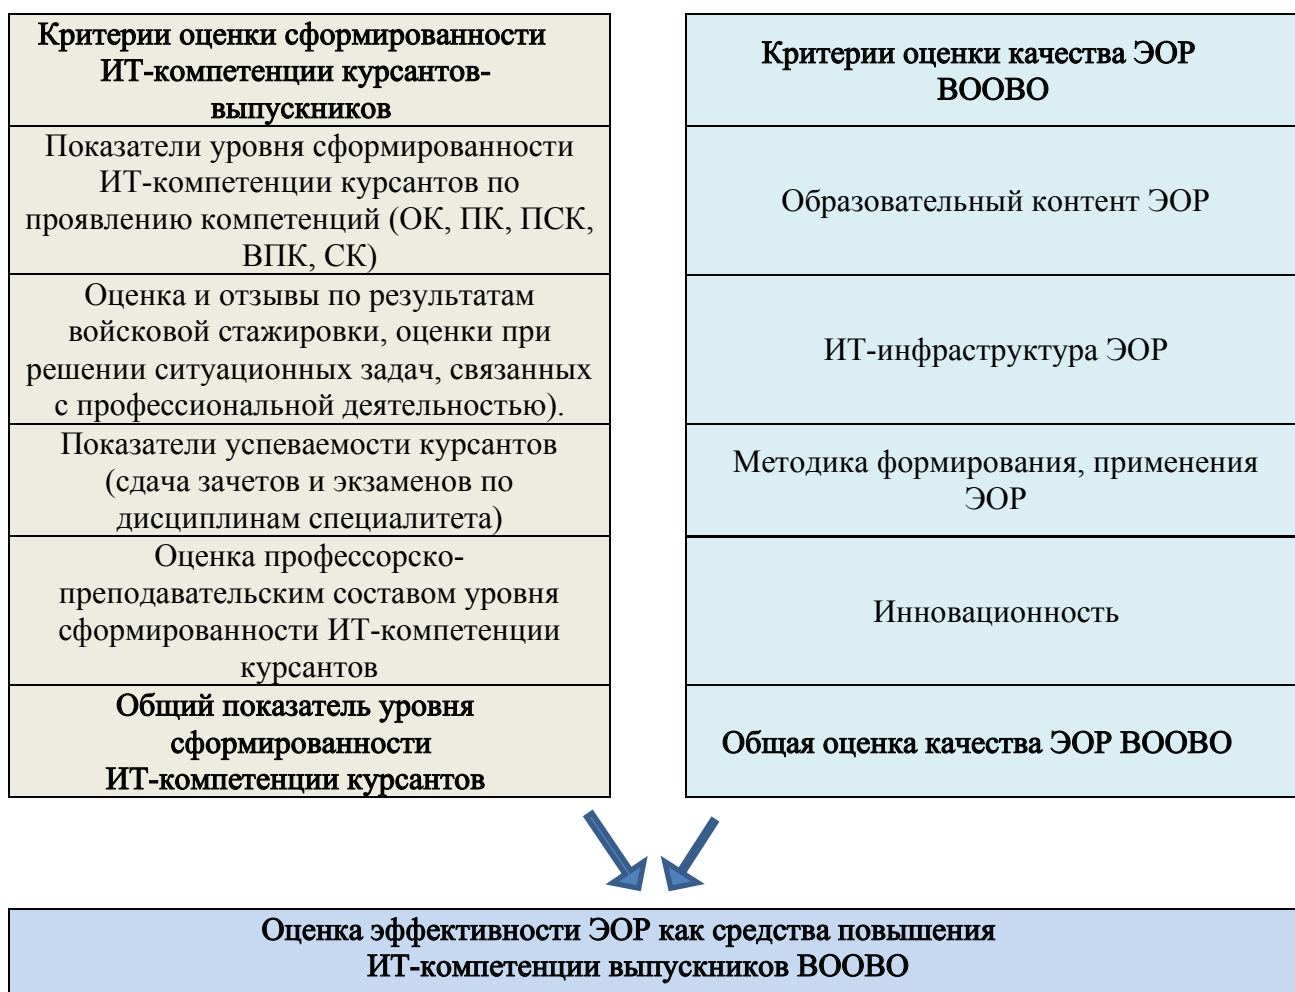 Критерии оценки сформированности
ИТ-компетенции курсантов-
выпускников
Показатели уровня сформированности
ИТ-компетенции курсантов по
проявлению компетенций (ОК, ПК, ПСК,
ВПК, СК)
Оценка и отзывы по результатам
войсковой стажировки, оценки при
решении ситуационных задач, связанных
с профессиональной деятельностью).
Показатели успеваемости курсантов
(сдача зачетов и экзаменов по
дисциплинам специалитета)
Оценка профессорско-
преподавательским составом уровня
сформированности ИТ-компетенции
курсантов
Общий показатель уровня
сформированности
ИТ-компетенции курсантов
Критерии оценки качества ЭОР
ВООВО
Образовательный контент ЭОР
ИТ-инфраструктура ЭОР
Методика формирования, применения
ЭОР
Инновационность
Общая оценка качества ЭОР ВООВО
Оценка эффективности ЭОР как средства повышения
ИТ-компетенции выпускников ВООВО